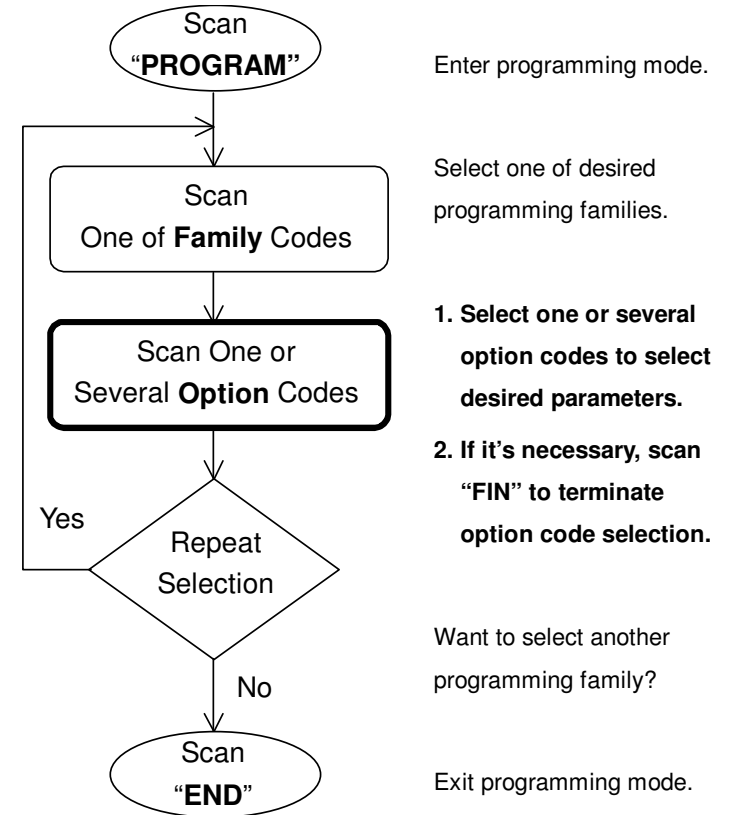 Scan
“PROGRAM”
Enter programming mode.
Scan
One of Family Codes
Select one of desired
programming families.
Scan One or
Several Option Codes
1. Select one or several
option codes to select
desired parameters.
2. If it’s necessary, scan
“FIN” to terminate
option code selection.
Yes
Repeat
Selection
Want to select another
programming family?
No
Scan
“END”
Exit programming mode.